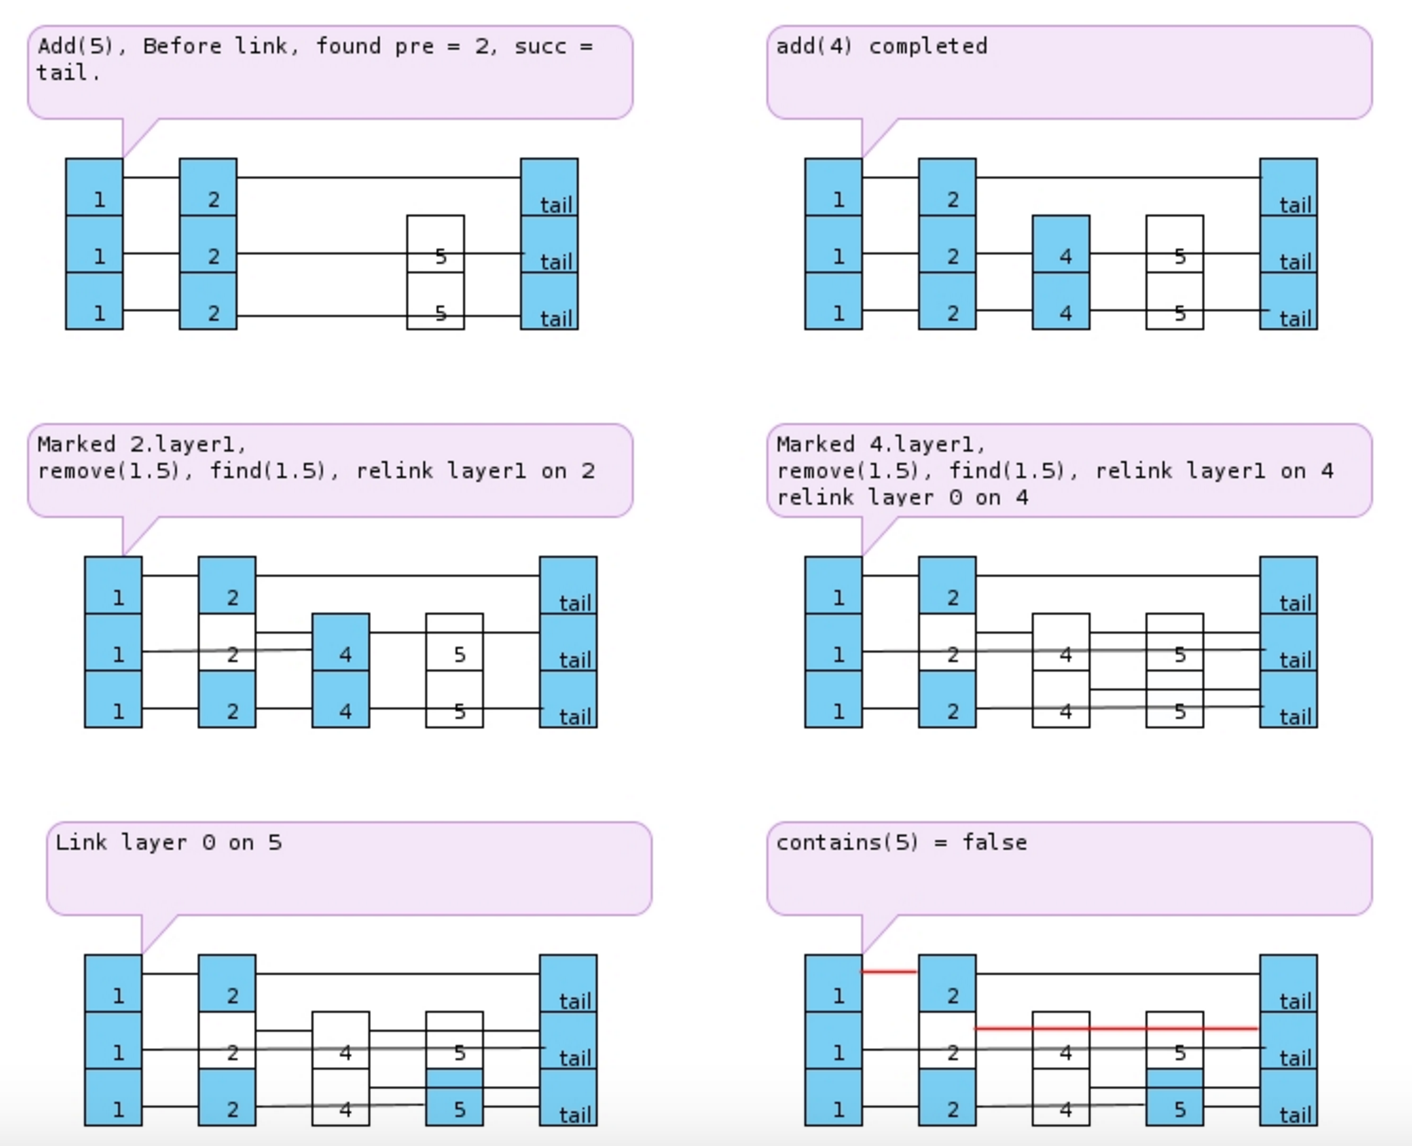 Add(5), Before link, found pre = 2, succ =
tail.
1 2 tail
1 2 5 tail
1 2 5 tail
add(4) completed
1 2 tail
1 2 4 5 tail
1 2 4 5 tail
Marked 2.layer1,
remove(1.5), find(1.5), relink layer1 on 2
1 2 tail
1 2 4 5 tail
1 2 4 5 tail
Marked 4.layer1,
remove(1.5), find(1.5), relink layer1 on 4
relink layer 0 on 4
1 2 tail
1 2 4 5 tail
1 2 4 5 tail
Link layer 0 on 5
1 2 tail
1 2 4 5 tail
1 2 4 5 tail
contains(5) = false
1 2 tail
1 2 4 5 tail
1 2 4 5 tail